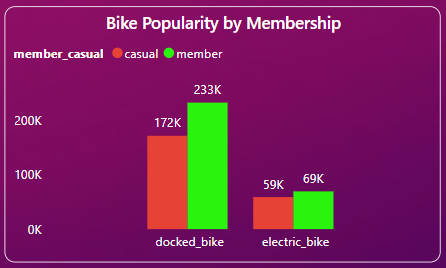 Bike Popularity by Membership
member_casual casual member
233K
200K
172K
100K
59K
69K
0K
docked_bike electric_bike